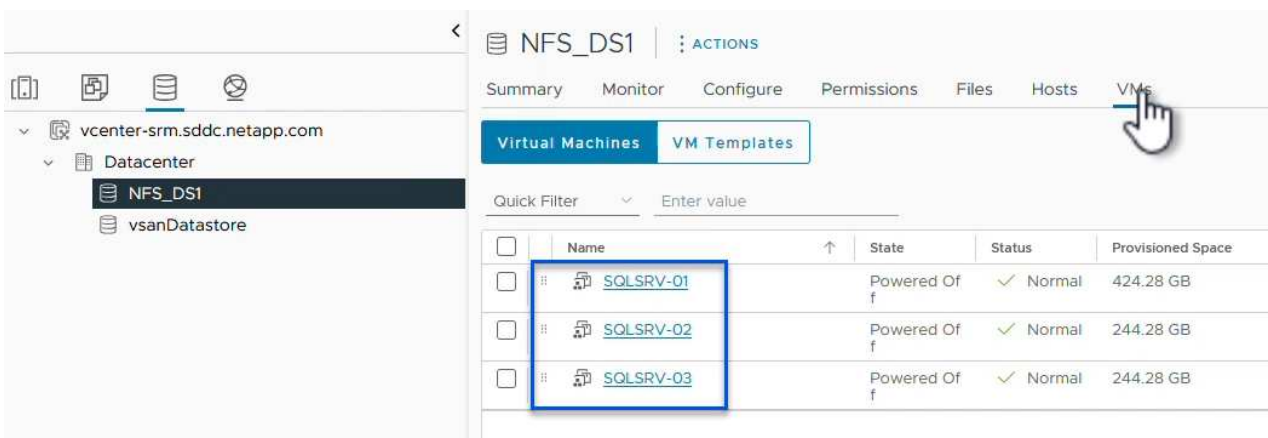 NFS_DS1
ACTIONS
Summary Monitor Configure Permissions Files Hosts VMs
vcenter-srm.sddc.netapp.com
Datacenter
NFS_DS1
vsanDatastore
Virtual Machines VM Templates
Quick Filter Enter value
Name State Status Provisioned Space
SQLSRV-01 Powered Of Normal 424.28 GB
f
SQLSRV-02 Powered Of Normal 244.28 GB
f
SQLSRV-03 Powered Of Normal 244.28 GB
f